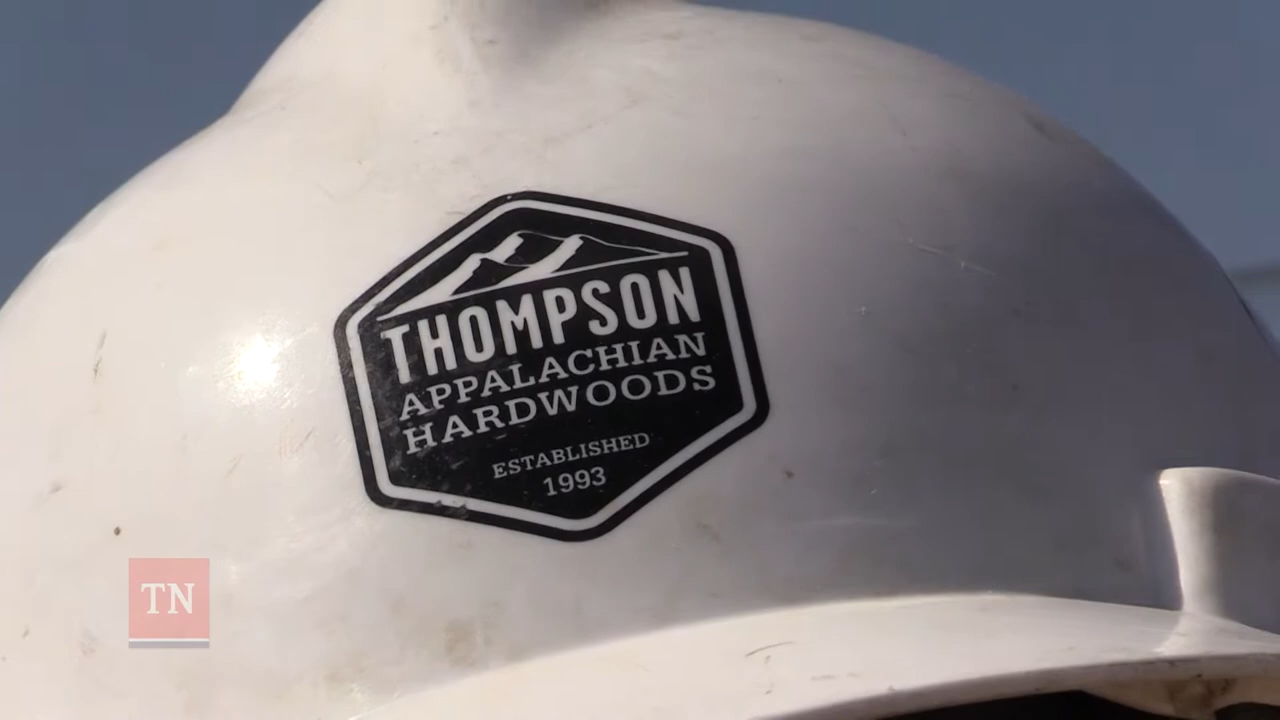 THOMPSON
APPALACHIAN
HARDWOODS
ESTABLISHED
1993
TN